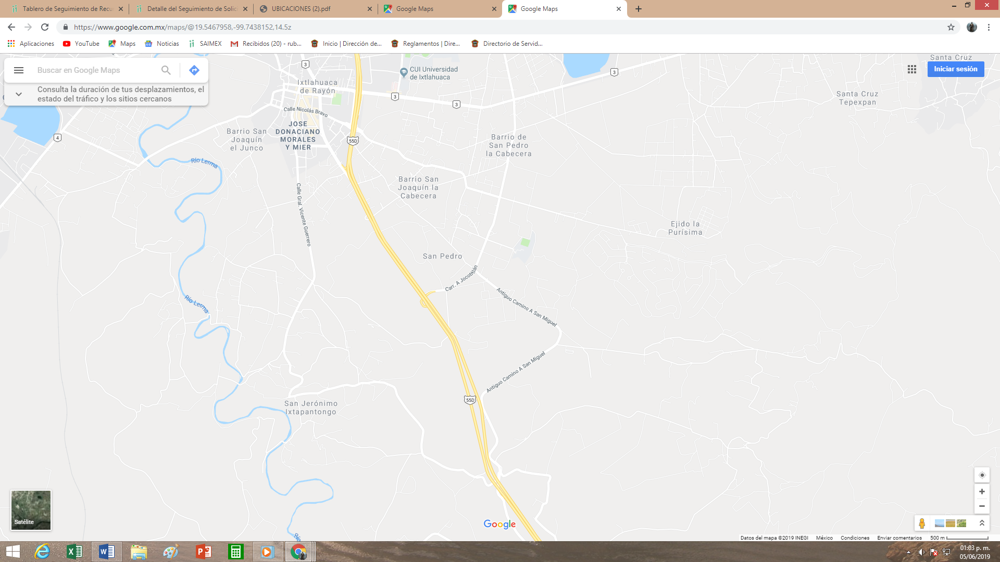 Tablero de Seguimiento de Recu
Detalle del Seguimiento de Solic
UBICACIONES (2).pdf
Google Maps
Google Maps
https://www.google.com.mx/maps/@19.5467958,-99.7438152,14.5z
Aplicaciones
YouTube
Maps
Noticias
SAIMEX
Recibidos (20) - rub...
Inicio | Dirección de...
Reglamentos | Dire...
Directorio de Servid...
Buscar en Google Maps
Consulta la duración de tus desplazamientos, el
estado del tráfico y los sitios cercanos
Iniciar sesión
Santa Cruz
Santa Cruz
Tepexpan
3
CUI Universidad
de Ixtlahuaca
3
Ixtlahuaca
de Rayón
3
3
Calle Nicolás Bravo
JOSE
DONACIANO
MORALES
Y MIER
Barrio San
Joaquín
el Junco
4
55D
Barrio de
San Pedro
la Cabecera
Río Lerma
Barrio San
Joaquín la
Cabecera
Calle Gral. Vicente Guerrero
Ejido la
Purísima
San Pedro
Carr. A Jocotitlán
Antiguo Camino A San Miguel
Río Lerma
Antiguo Camino A San Miguel
55D
San Jerónimo
Ixtapantongo
Satélite
Google
Río
Datos del mapa ©2019 INEGI
México
Condiciones
Enviar comentarios
500 m
01:03 p. m.
05/06/2019